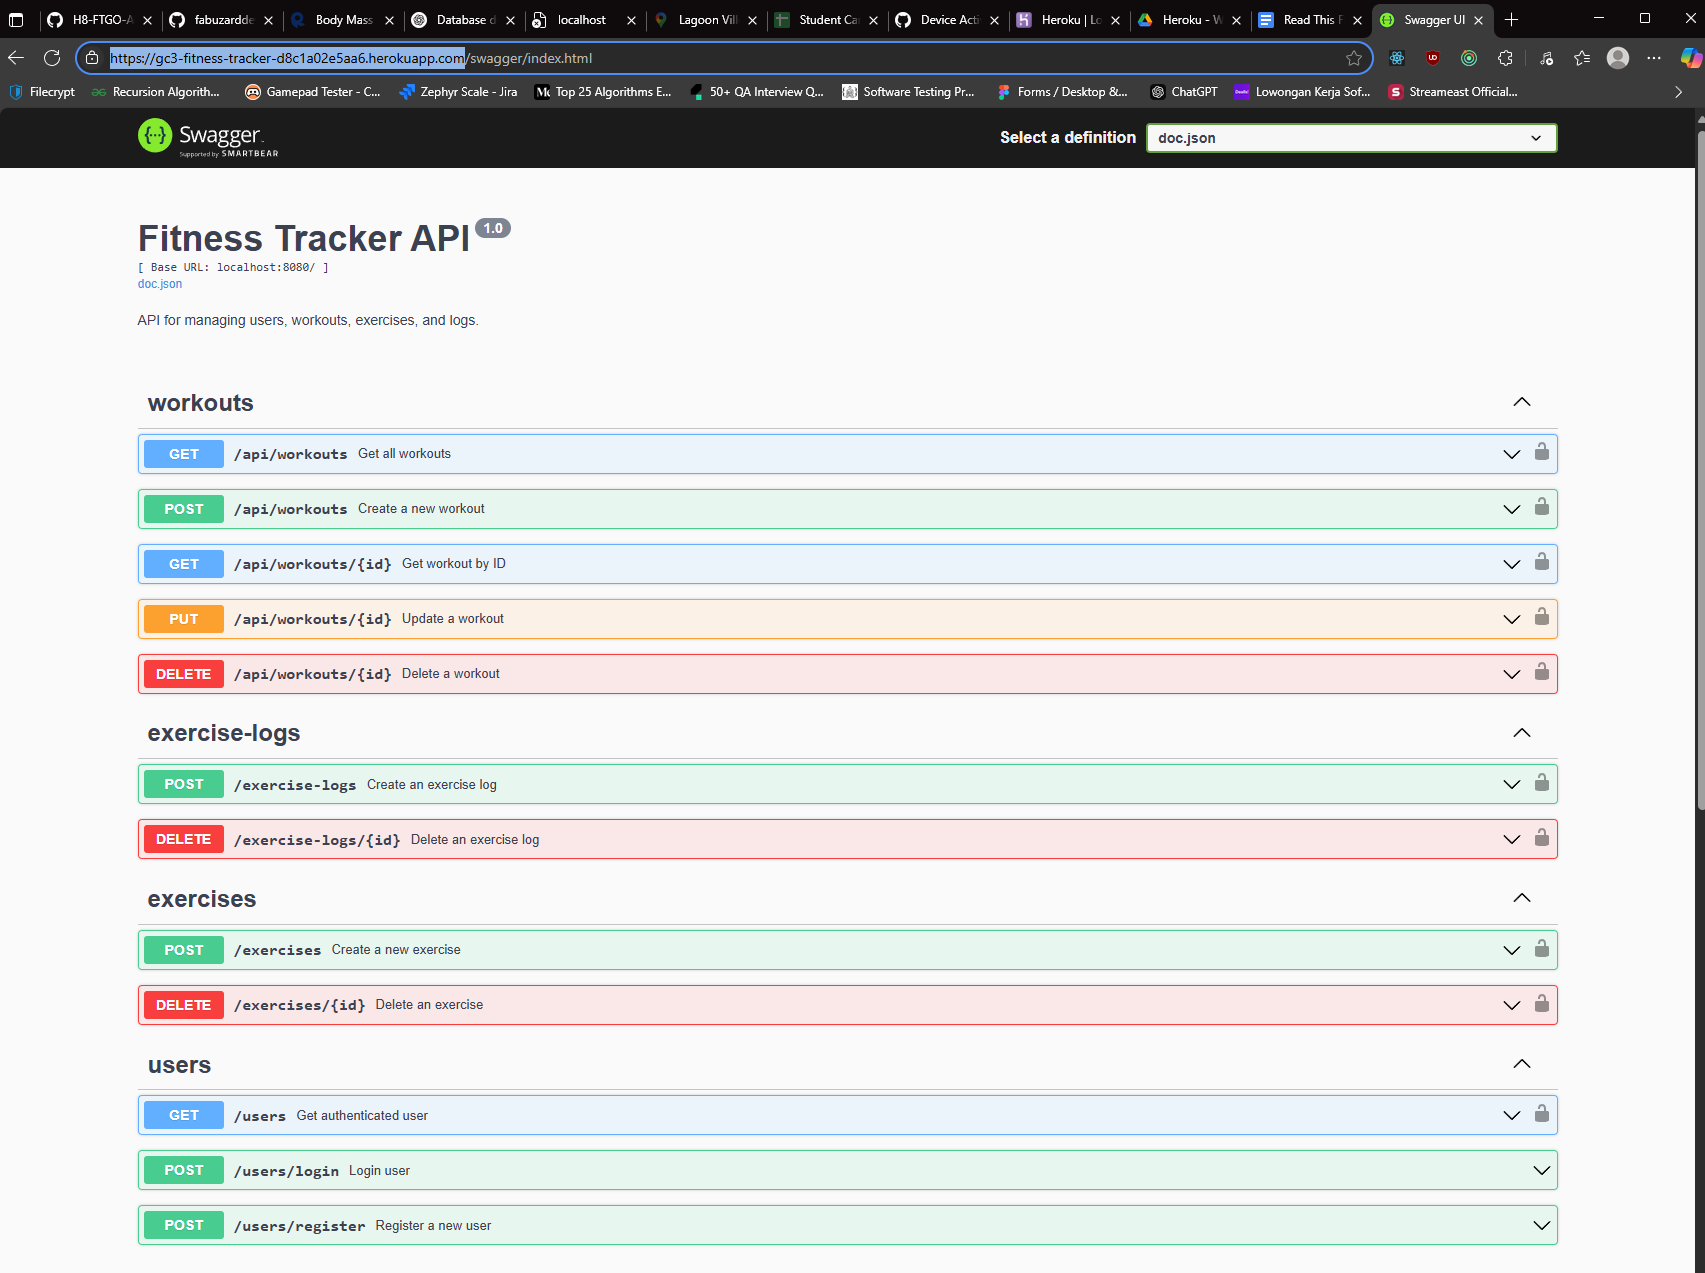 H8-FTGO-A
fabuzardde
Body Mass
Database d
localhost
Lagoon Vill
Student Ca
Device Acti
Heroku | Lo
Heroku - W
Read This F
Swagger UI
https://gc3-fitness-tracker-d8c1a02e5aa6.herokuapp.com/swagger/index.html
Filecrypt
Recursion Algorith...
Gamepad Tester - C...
Zephyr Scale - Jira
Top 25 Algorithms E...
50+ QA Interview Q...
Software Testing Pr...
Forms / Desktop &...
ChatGPT
Lowongan Kerja Sof...
Streameast Official...
Swagger
Supported by SMARTBEAR
Select a definition
doc.json
Fitness Tracker API 1.0
[ Base URL: localhost:8080/ ]
doc.json
API for managing users, workouts, exercises, and logs.
workouts
GET /api/workouts Get all workouts
POST /api/workouts Create a new workout
GET /api/workouts/{id} Get workout by ID
PUT /api/workouts/{id} Update a workout
DELETE /api/workouts/{id} Delete a workout
exercise-logs
POST /exercise-logs Create an exercise log
DELETE /exercise-logs/{id} Delete an exercise log
exercises
POST /exercises Create a new exercise
DELETE /exercises/{id} Delete an exercise
users
GET /users Get authenticated user
POST /users/login Login user
POST /users/register Register a new user